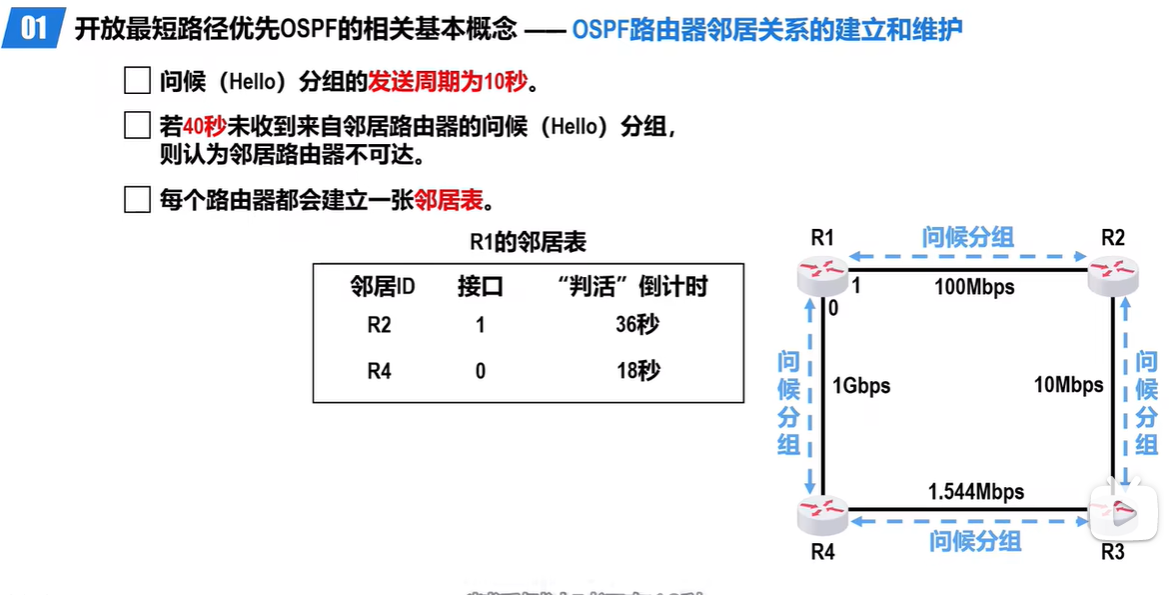 01 开放最短路径优先OSPF的相关基本概念 —— OSPF路由器邻居关系的建立和维护
问候（Hello）分组的发送周期为10秒。
若40秒未收到来自邻居路由器的问候（Hello）分组，
则认为邻居路由器不可达。
每个路由器都会建立一张邻居表。
R1的邻居表
邻居ID 接口 “判活”倒计时
R2 1 36秒
R4 0 18秒
R1 问候分组 R2
1 100Mbps
0
问候分组
1Gbps
10Mbps
问候分组
1.544Mbps
问候分组
R4
R3